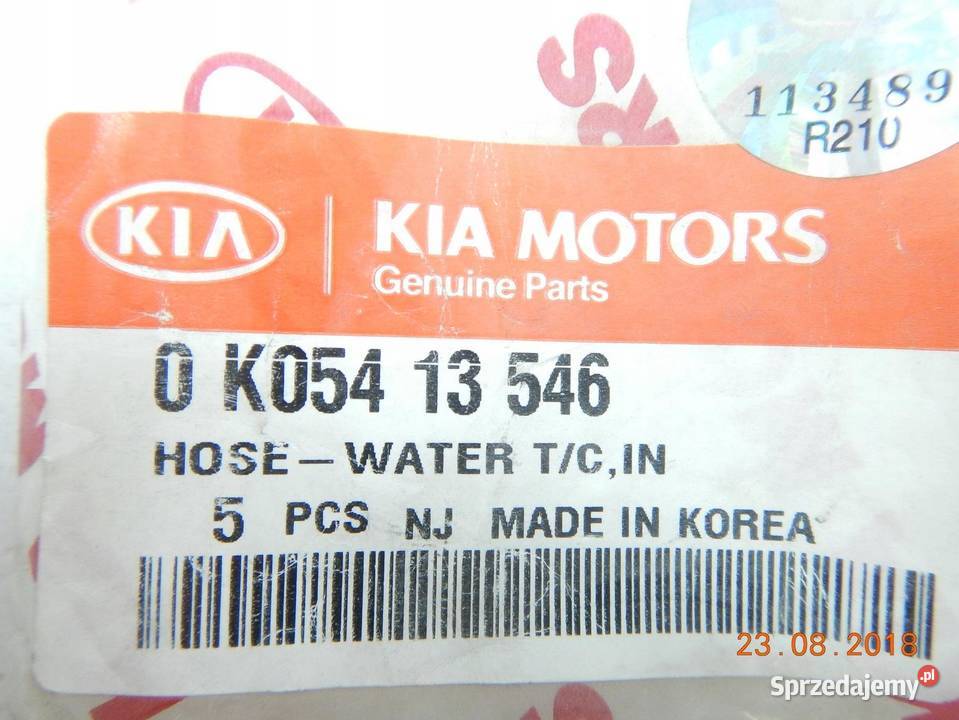 113489
R210
KIA
KIA MOTORS
Genuine Parts
0 K054 13 546
HOSE-WATER T/C,IN
5 PCS NJ MADE IN KOREA
23.08.2018
Sprzedajemy.pl